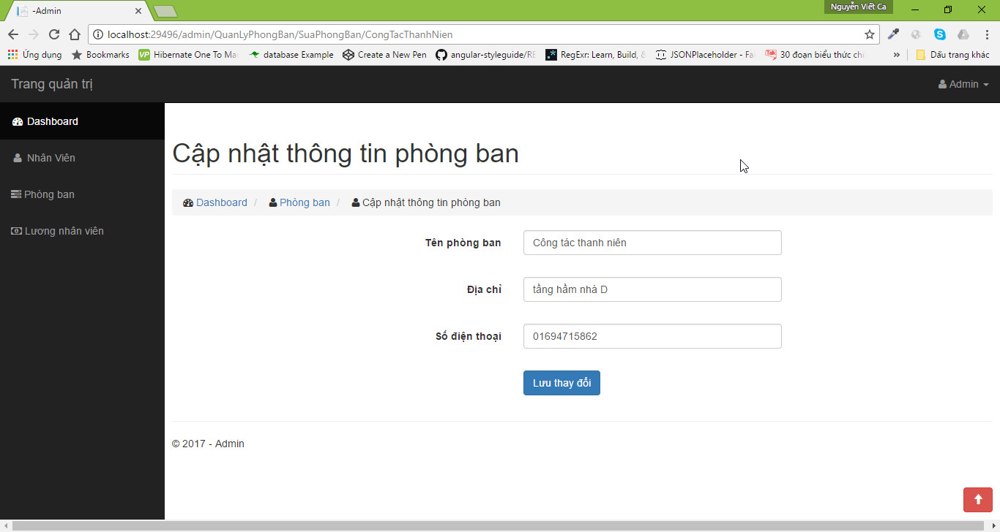 Nguyễn Viết Ca
-Admin
localhost:29496/admin/QuanLyPhongBan/SuaPhongBan/CongTacThanhNien
Ứng dụng Bookmarks VP Hibernate One To Ma database Example Create a New Pen angular-styleguide/RE RegExr: Learn, Build, & JSONPlaceholder - Fa 30 đoạn biểu thức chí » Dấu trang khác
Trang quản trị Admin
Dashboard
Nhân Viên
Phòng ban
Lương nhân viên
Cập nhật thông tin phòng ban
Dashboard / Phòng ban / Cập nhật thông tin phòng ban
Tên phòng ban Công tác thanh niên
Địa chỉ tầng hầm nhà D
Số điện thoại 01694715862
Lưu thay đổi
© 2017 - Admin